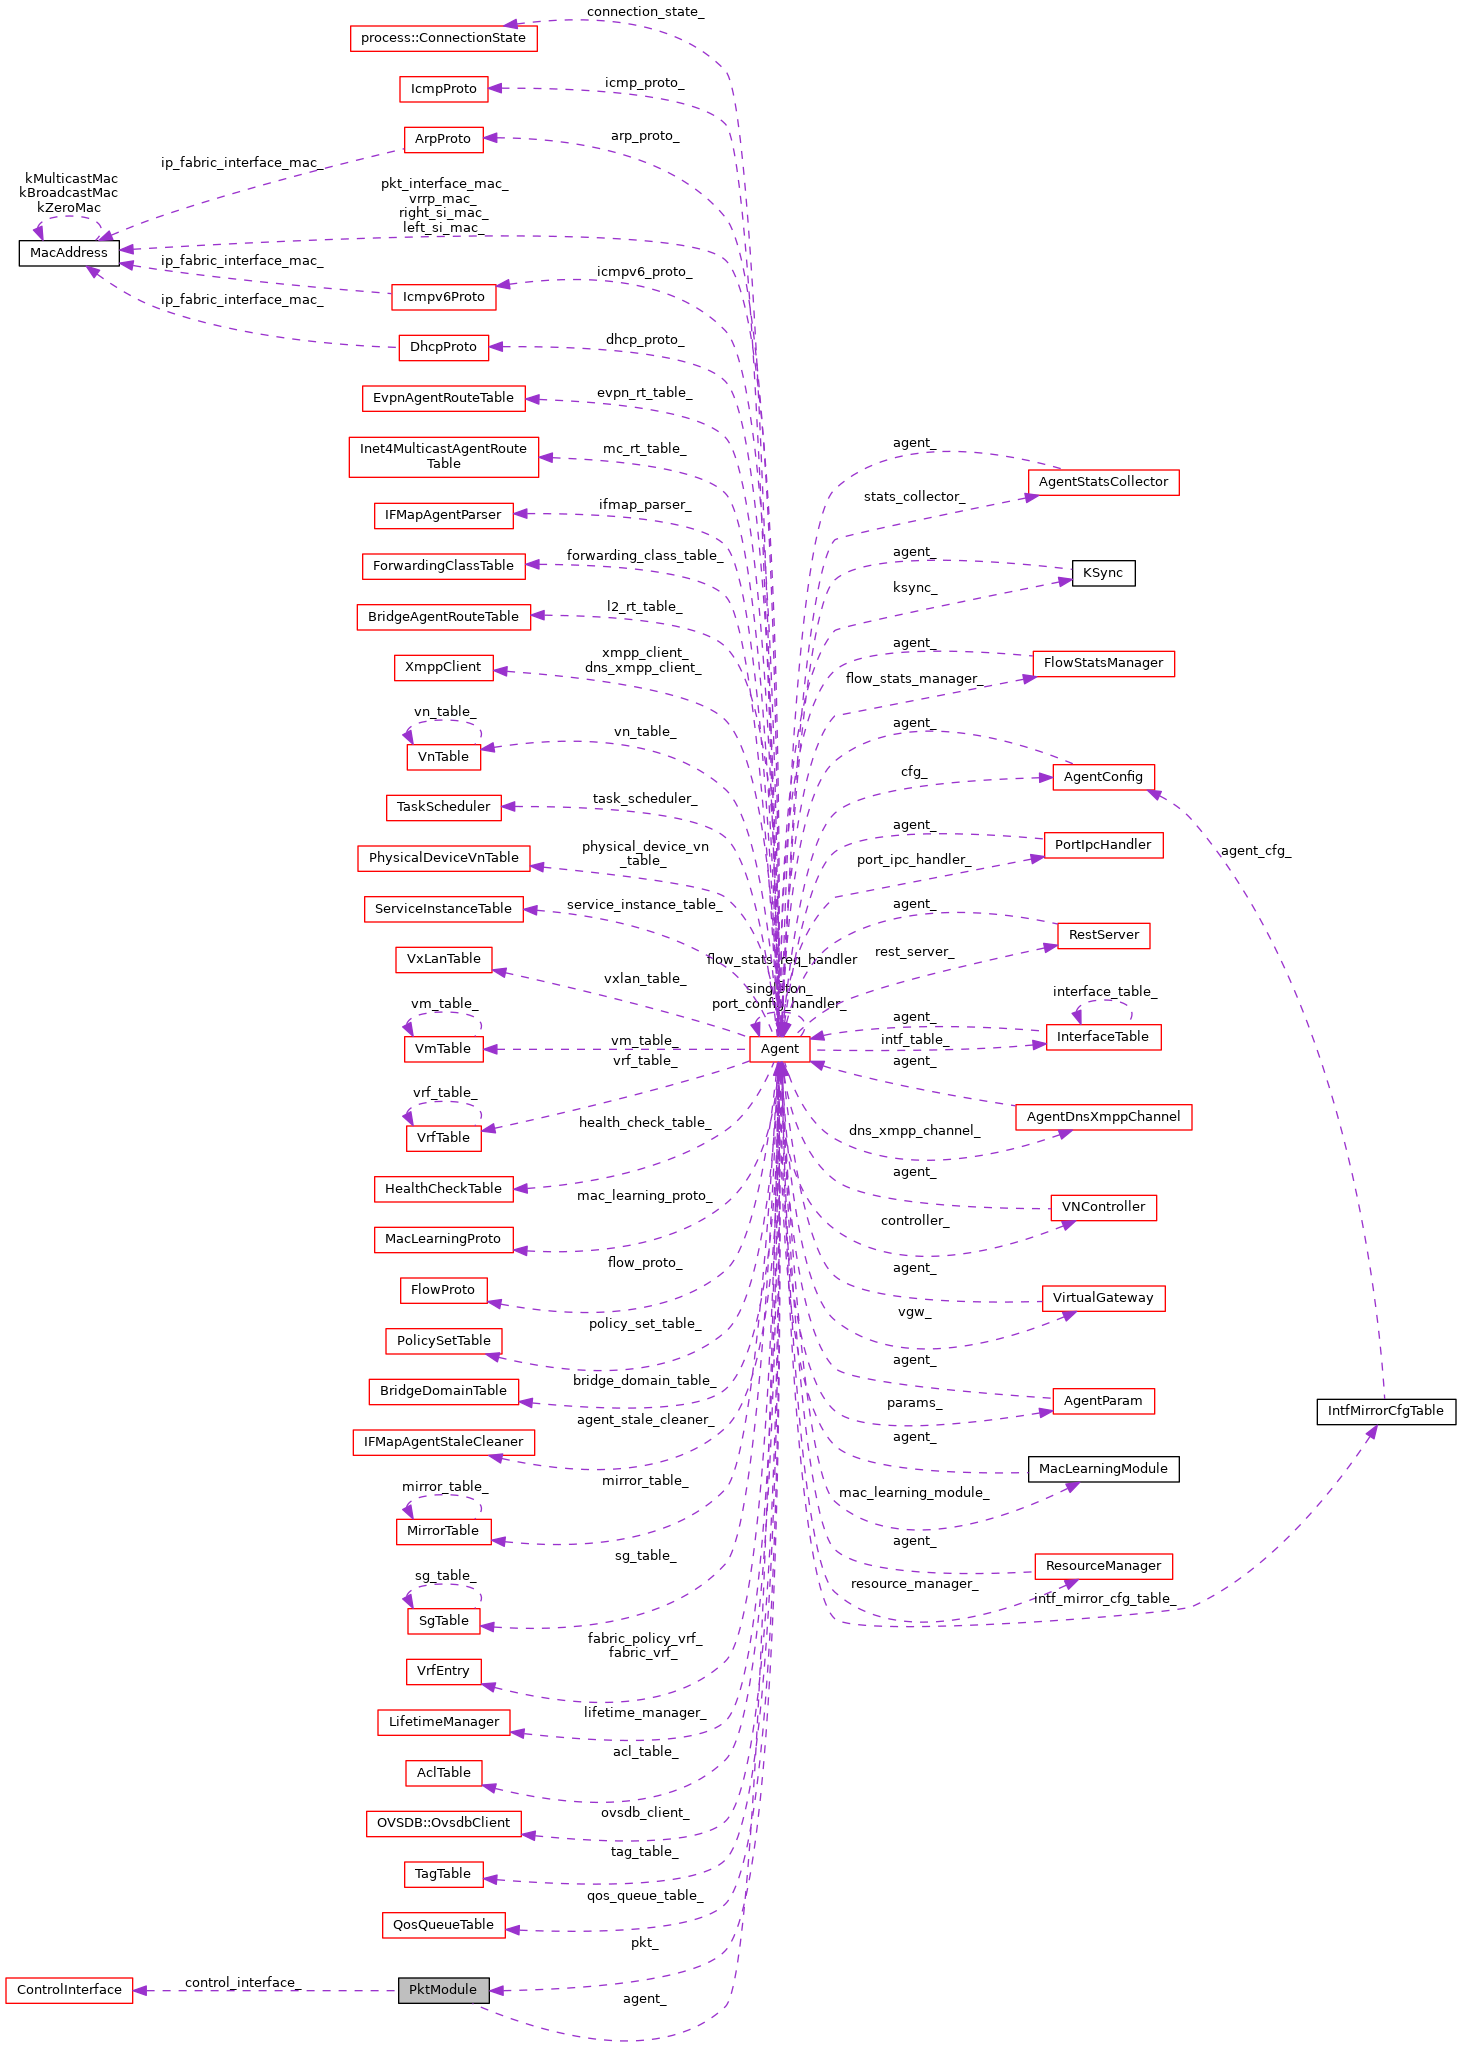 connection_state_
process::ConnectionState
icmp_proto_
IcmpProto
arp_proto_
ArpProto
ip_fabric_interface_mac_
kMulticastMac
kBroadcastMac
kZeroMac
pkt_interface_mac_
vrrp_mac_
right_si_mac_
left_si_mac_
MacAddress
ip_fabric_interface_mac_
icmpv6_proto_
Icmpv6Proto
ip_fabric_interface_mac_
dhcp_proto_
DhcpProto
evpn_rt_table_
EvpnAgentRouteTable
mc_rt_table_
Inet4MulticastAgentRoute
Table
agent_
AgentStatsCollector
stats_collector_
ifmap_parser_
IFMapAgentParser
forwarding_class_table_
ForwardingClassTable
agent_
KSync
ksync_
l2_rt_table_
BridgeAgentRouteTable
xmpp_client_
dns_xmpp_client_
XmppClient
agent_
FlowStatsManager
flow_stats_manager_
vn_table_
vn_table_
VnTable
agent_
cfg_
AgentConfig
task_scheduler_
TaskScheduler
agent_
PortIpcHandler
port_ipc_handler_
agent_cfg_
physical_device_vn
_table_
PhysicalDeviceVnTable
service_instance_table_
ServiceInstanceTable
agent_
RestServer
rest_server_
flow_stats_req_handler
singleton_
port_config_handler_
vxlan_table_
VxLanTable
vm_table_
vm_table_
VmTable
Agent
interface_table_
agent_
InterfaceTable
intf_table_
agent_
vrf_table_
vrf_table_
VrfTable
AgentDnsXmppChannel
dns_xmpp_channel_
health_check_table_
HealthCheckTable
agent_
VNController
controller_
mac_learning_proto_
MacLearningProto
flow_proto_
FlowProto
agent_
VirtualGateway
vgw_
policy_set_table_
PolicySetTable
bridge_domain_table_
BridgeDomainTable
agent_
AgentParam
params_
IntfMirrorCfgTable
agent_stale_cleaner_
IFMapAgentStaleCleaner
agent_
MacLearningModule
mac_learning_module_
mirror_table_
mirror_table_
MirrorTable
agent_
ResourceManager
resource_manager_
intf_mirror_cfg_table_
sg_table_
sg_table_
SgTable
fabric_policy_vrf_
fabric_vrf_
VrfEntry
lifetime_manager_
LifetimeManager
acl_table_
AclTable
ovsdb_client_
OVSDB::OvsdbClient
tag_table_
TagTable
qos_queue_table_
QosQueueTable
pkt_
ControlInterface
control_interface_
PktModule
agent_